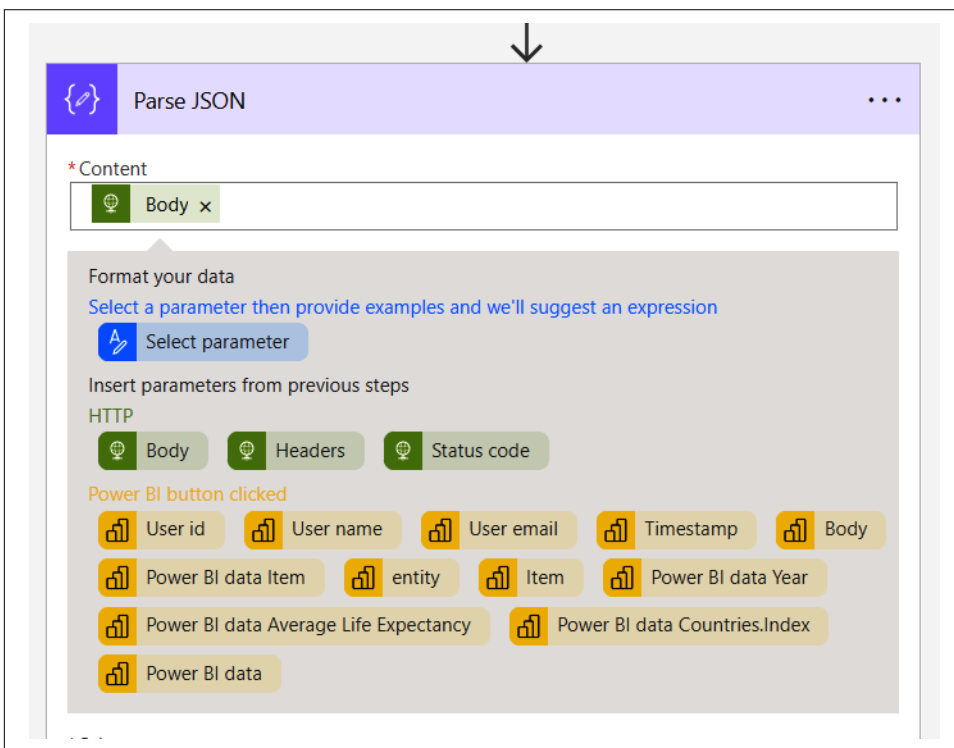 Parse JSON
* Content
Body ×
Format your data
Select a parameter then provide examples and we'll suggest an expression
Select parameter
Insert parameters from previous steps
HTTP
Body Headers Status code
Power BI button clicked
User id User name User email Timestamp Body
Power BI data Item entity Item Power BI data Year
Power BI data Average Life Expectancy Power BI data Countries.Index
Power BI data